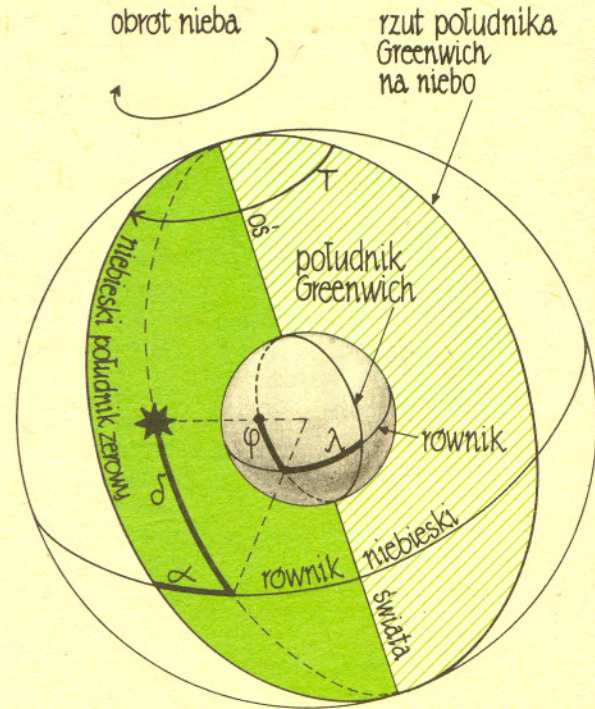 obrót nieba
rzut południka
Greenwich
na niebo
T
oś
południk
Greenwich
niebieski południk zerowy
φ
λ
równik
δ
α
równik niebieski
świata